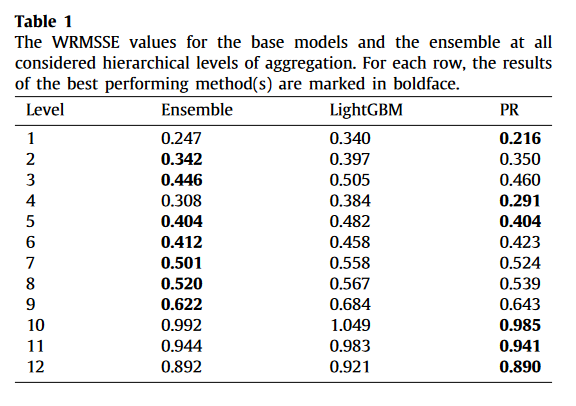 Table 1
The WRMSSE values for the base models and the ensemble at all
considered hierarchical levels of aggregation. For each row, the results
of the best performing method(s) are marked in boldface.
Level Ensemble LightGBM PR
1 0.247 0.340 0.216
2 0.342 0.397 0.350
3 0.446 0.505 0.460
4 0.308 0.384 0.291
5 0.404 0.482 0.404
6 0.412 0.458 0.423
7 0.501 0.558 0.524
8 0.520 0.567 0.539
9 0.622 0.684 0.643
10 0.992 1.049 0.985
11 0.944 0.983 0.941
12 0.892 0.921 0.890